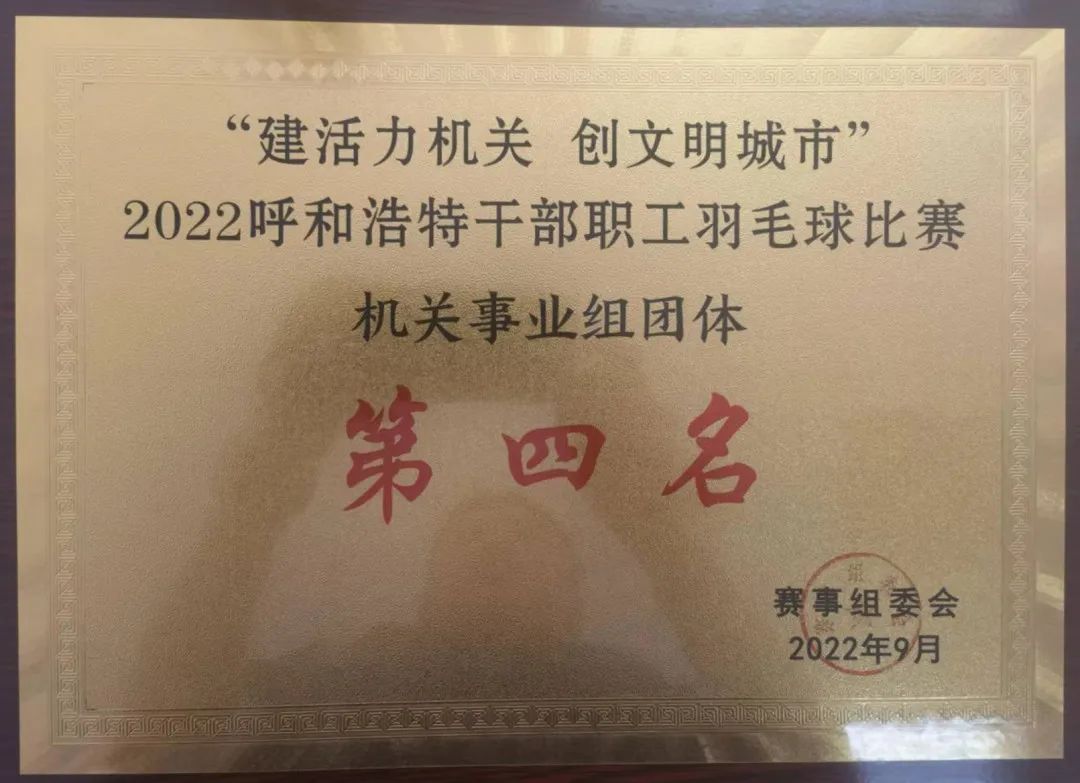 “建活力机关 创文明城市”
2022呼和浩特干部职工羽毛球比赛
机关事业组团体
第四名
赛事组委会
2022年9月